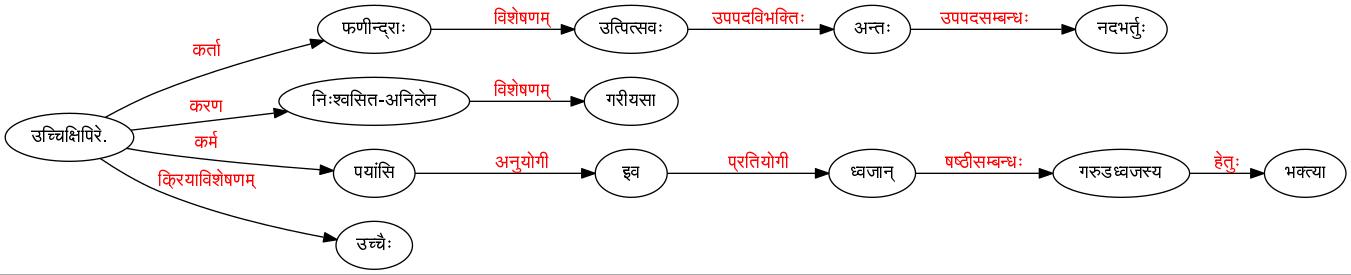 फणीन्द्राः विशेषणम् उत्पित्सवः उपपदविभक्तिः अन्तः उपपदसम्बन्धः नदभर्तुः
कर्ता
निःश्वसित-अनिलेन विशेषणम् गरीयसा
करण
उच्चिक्षिपिरे.
कर्म
पयांसि अनुयोगी इव प्रतियोगी ध्वजान् षष्ठीसम्बन्धः गरुडध्वजस्य हेतुः भक्त्या
क्रियाविशेषणम्
उच्चैः